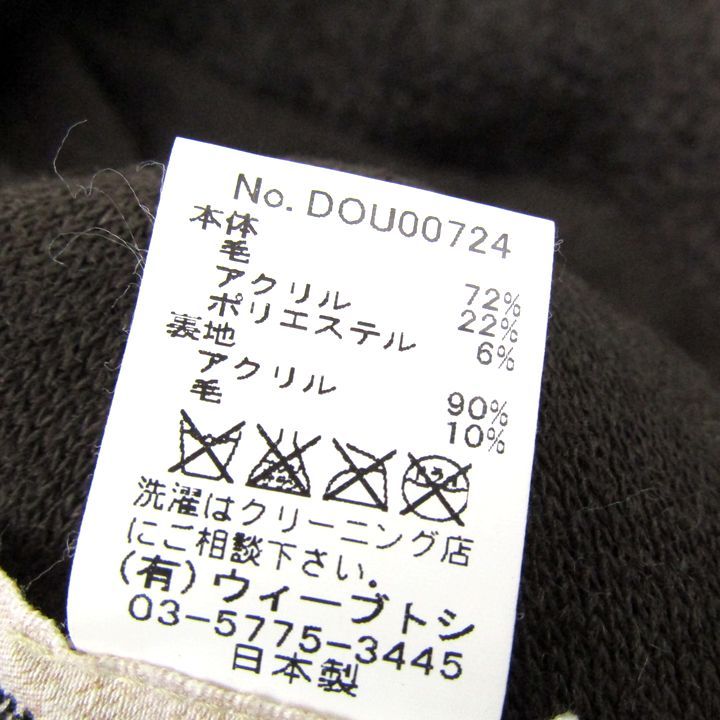 No. DOU00724
本体
毛 72%
アクリル 22%
ポリエステル 6%
裏地
アクリル 90%
毛 10%
洗濯はクリーニング店
にご相談下さい.
(有)ウィーブトシ
03-5775-3445
日本製